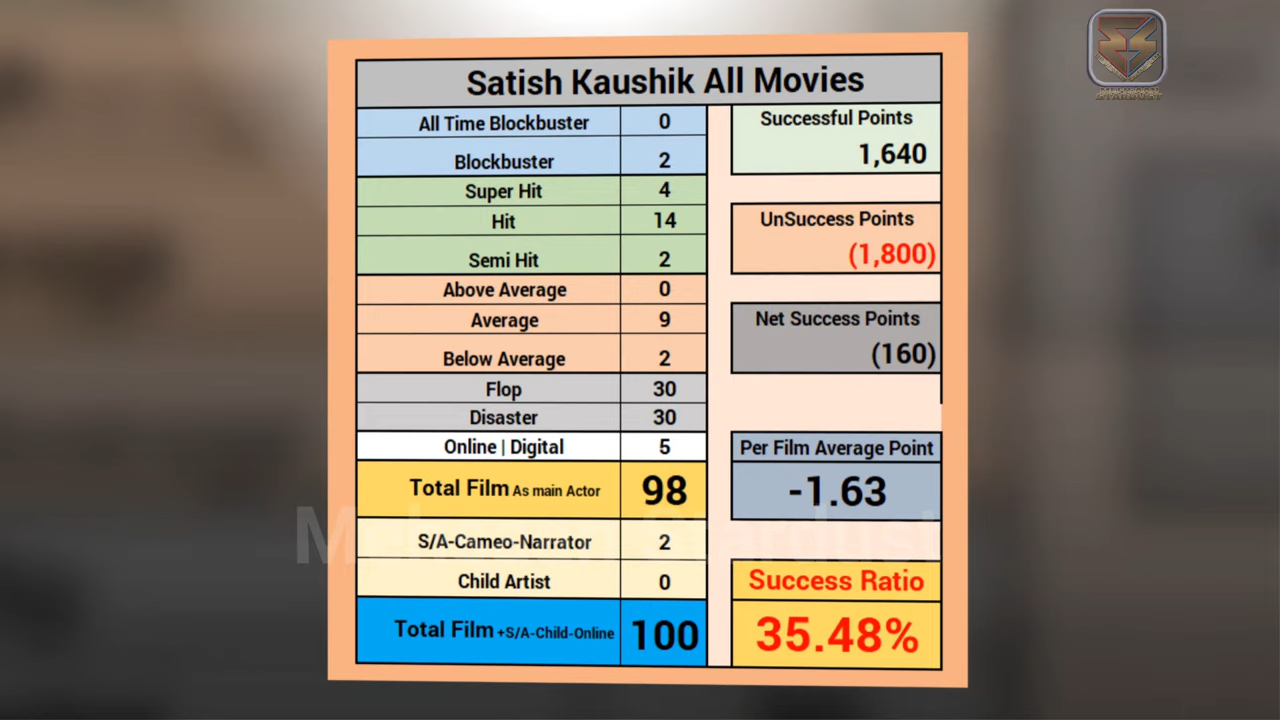 Satish Kaushik All Movies
All Time Blockbuster 0
Blockbuster 2
Super Hit 4
Hit 14
Semi Hit 2
Above Average 0
Average 9
Below Average 2
Flop 30
Disaster 30
Online | Digital 5
Total Film As main Actor 98
S/A-Cameo-Narrator 2
Child Artist 0
Total Film +S/A-Child-Online 100
Successful Points
1,640
UnSuccess Points
(1,800)
Net Success Points
(160)
Per Film Average Point
-1.63
Success Ratio
35.48%